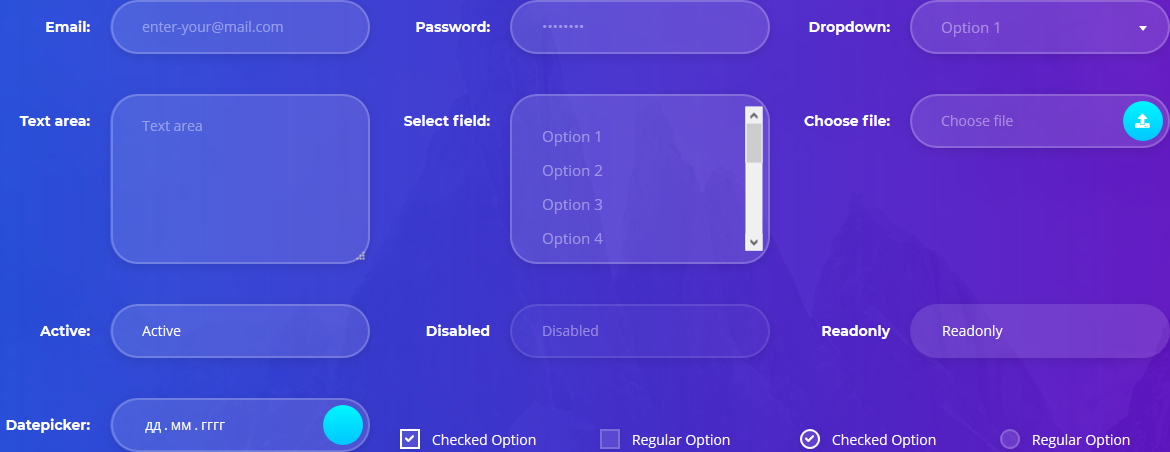 Email: enter-your@mail.com Password: •••••••• Dropdown: Option 1
Text area: Text area Select field: Choose file: Choose file
Option 1
Option 2
Option 3
Option 4
Active: Active Disabled Disabled Readonly Readonly
Datepicker: дд . мм . гггг
Checked Option Regular Option Checked Option Regular Option